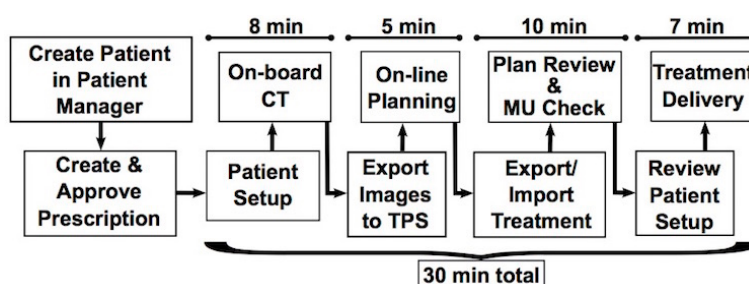 8 min
5 min
10 min
7 min
Create Patient
in Patient
Manager
On-board
CT
On-line
Planning
Plan Review
&
MU Check
Treatment
Delivery
Create &
Approve
Prescription
Patient
Setup
Export
Images
to TPS
Export/
Import
Treatment
Review
Patient
Setup
30 min total